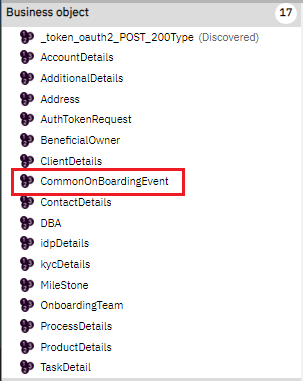 Business object 17
_token_oauth2_POST_200Type (Discovered)
AccountDetails
AdditionalDetails
Address
AuthTokenRequest
BeneficialOwner
ClientDetails
CommonOnBoardingEvent
ContactDetails
DBA
idpDetails
kycDetails
MileStone
OnboardingTeam
ProcessDetails
ProductDetails
TaskDetail